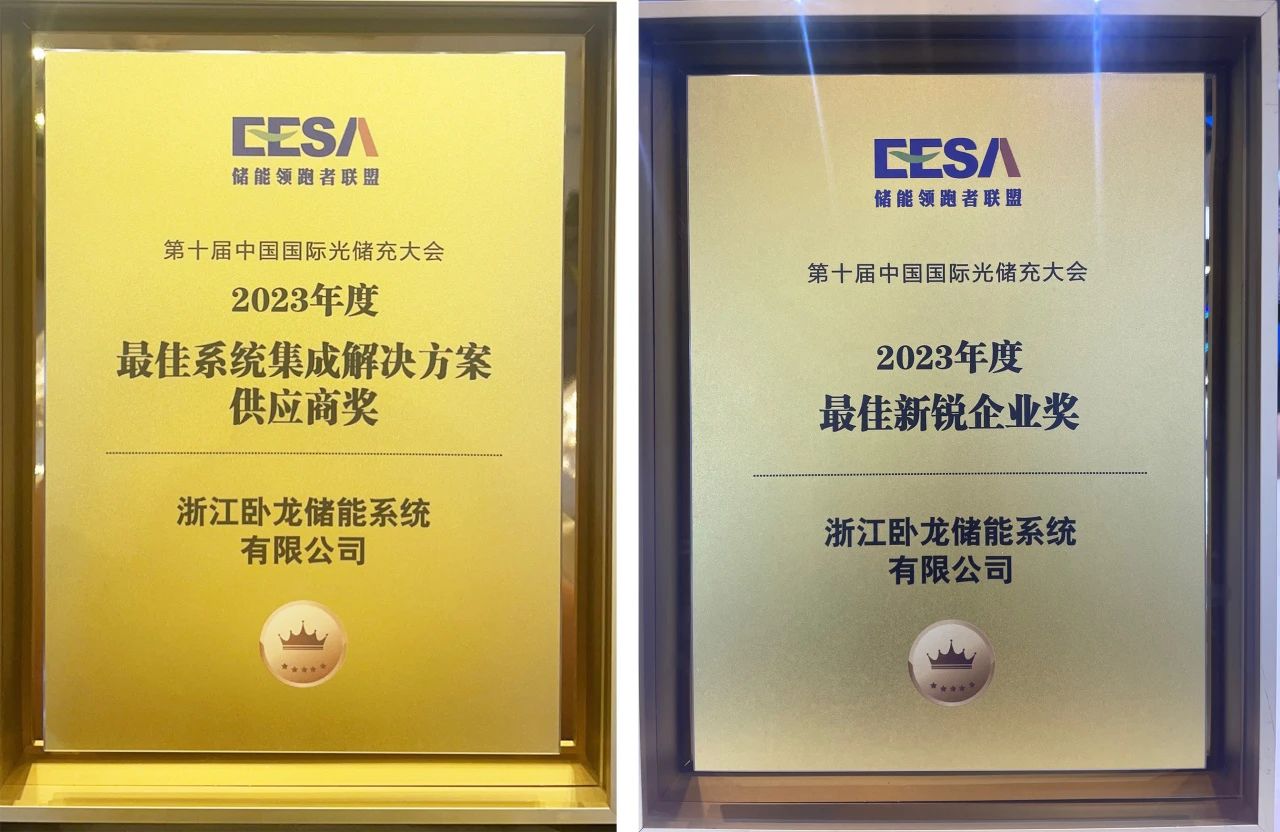 EESA
储能领跑者联盟
第十届中国国际光储充大会
2023年度
最佳系统集成解决方案
供应商奖
浙江卧龙储能系统
有限公司
EESA
储能领跑者联盟
第十届中国国际光储充大会
2023年度
最佳新锐企业奖
浙江卧龙储能系统
有限公司